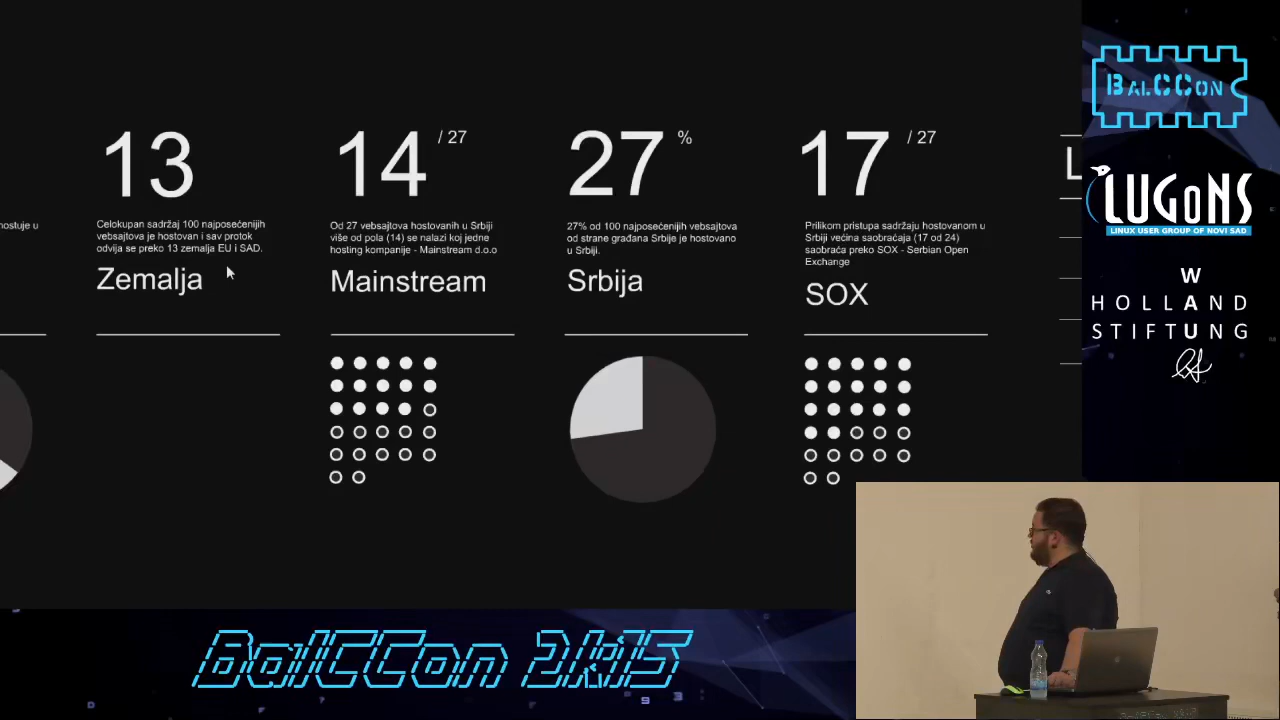 nostuje u
13
Celokupan sadržaj 100 najposećenijih
vebsajtova je hostovan i sav protok
odvija se preko 13 zemalja EU i SAD.
Zemalja
14 / 27
Od 27 vebsajtova hostovanih u Srbiji
više od pola (14) se nalazi koj jedne
hosting kompanije - Mainstream d.o.o
Mainstream
27 %
27% od 100 najposećenijih vebsajtova
od strane građana Srbije je hostovano
u Srbiji.
Srbija
17 / 27
Prilikom pristupa sadržaju hostovanom u
Srbiji većina saobraćaja (17 od 24)
saobraća preko SOX - Serbian Open
Exchange
SOX
L
BALCCON
LUGoNS
LINUX USER GROUP OF NOVI SAD
W
HOLLAND
STIFTUNG
BalCCon 2k15